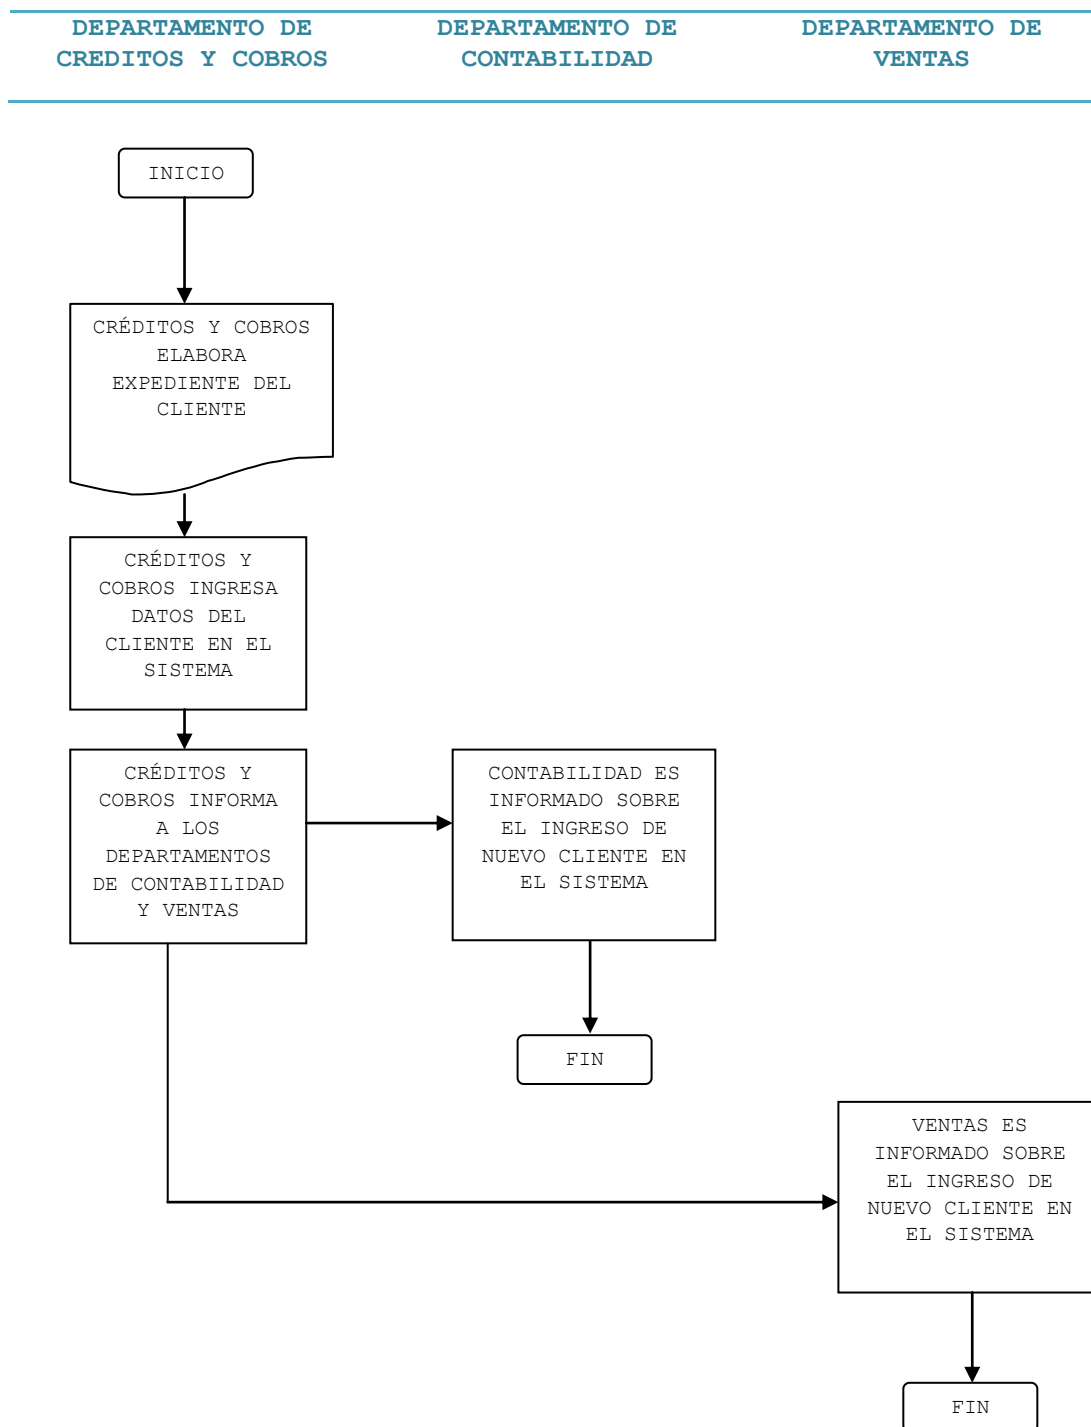 DEPARTAMENTO DE
CREDITOS Y COBROS
DEPARTAMENTO DE
CONTABILIDAD
DEPARTAMENTO DE
VENTAS
INICIO
CRÉDITOS Y COBROS
ELABORA
EXPEDIENTE DEL
CLIENTE
CRÉDITOS Y
COBROS INGRESA
DATOS DEL
CLIENTE EN EL
SISTEMA
CRÉDITOS Y
COBROS INFORMA
A LOS
DEPARTAMENTOS
DE CONTABILIDAD
Y VENTAS
CONTABILIDAD ES
INFORMADO SOBRE
EL INGRESO DE
NUEVO CLIENTE EN
EL SISTEMA
FIN
VENTAS ES
INFORMADO SOBRE
EL INGRESO DE
NUEVO CLIENTE EN
EL SISTEMA
FIN